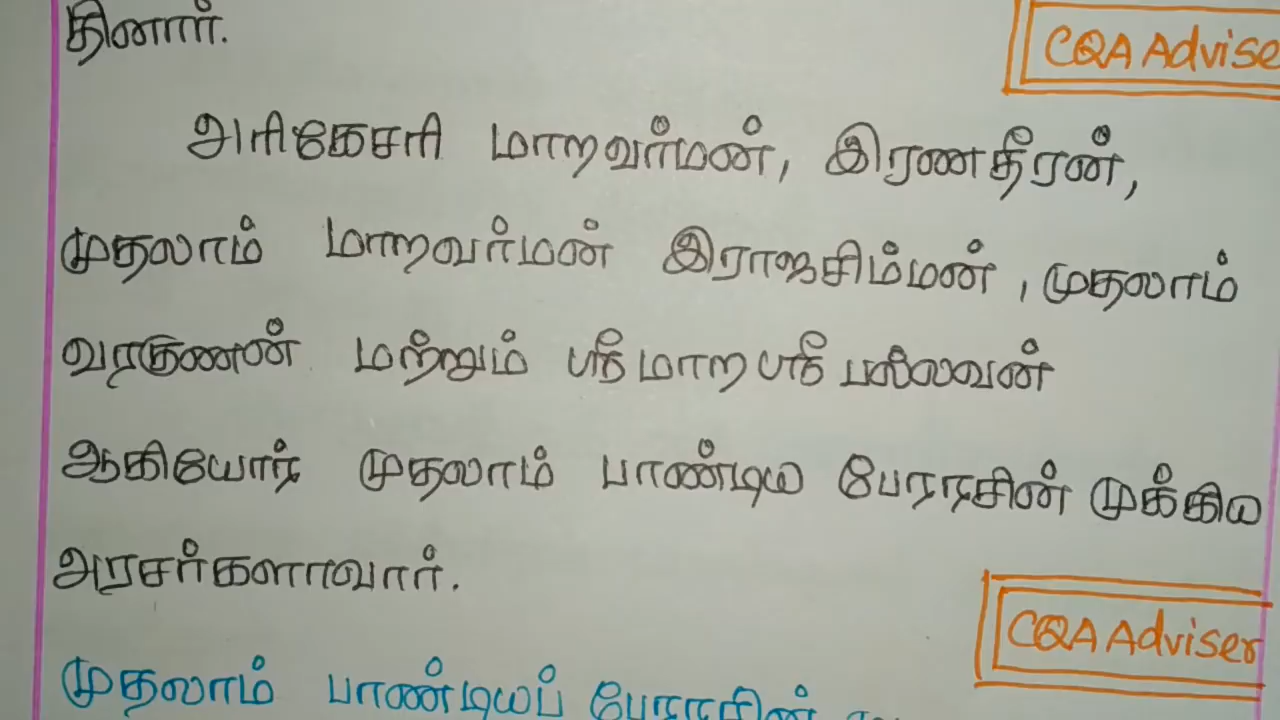 தினார்.
CQA Advise
அரிகேசரி மாறவர்மன், இரணதீரன்,
முதலாம் மாறவர்மன் இராஜசிம்மன், முதலாம்
வரகுணன் மற்றும் ஸ்ரீ மாற ஸ்ரீ பல்லவன்
ஆகியோர் முதலாம் பாண்டிய பேரரசின் முக்கிய
அரசர்களாவார்.
CQA Adviser
முதலாம் பாண்டியப் பேரரசின்